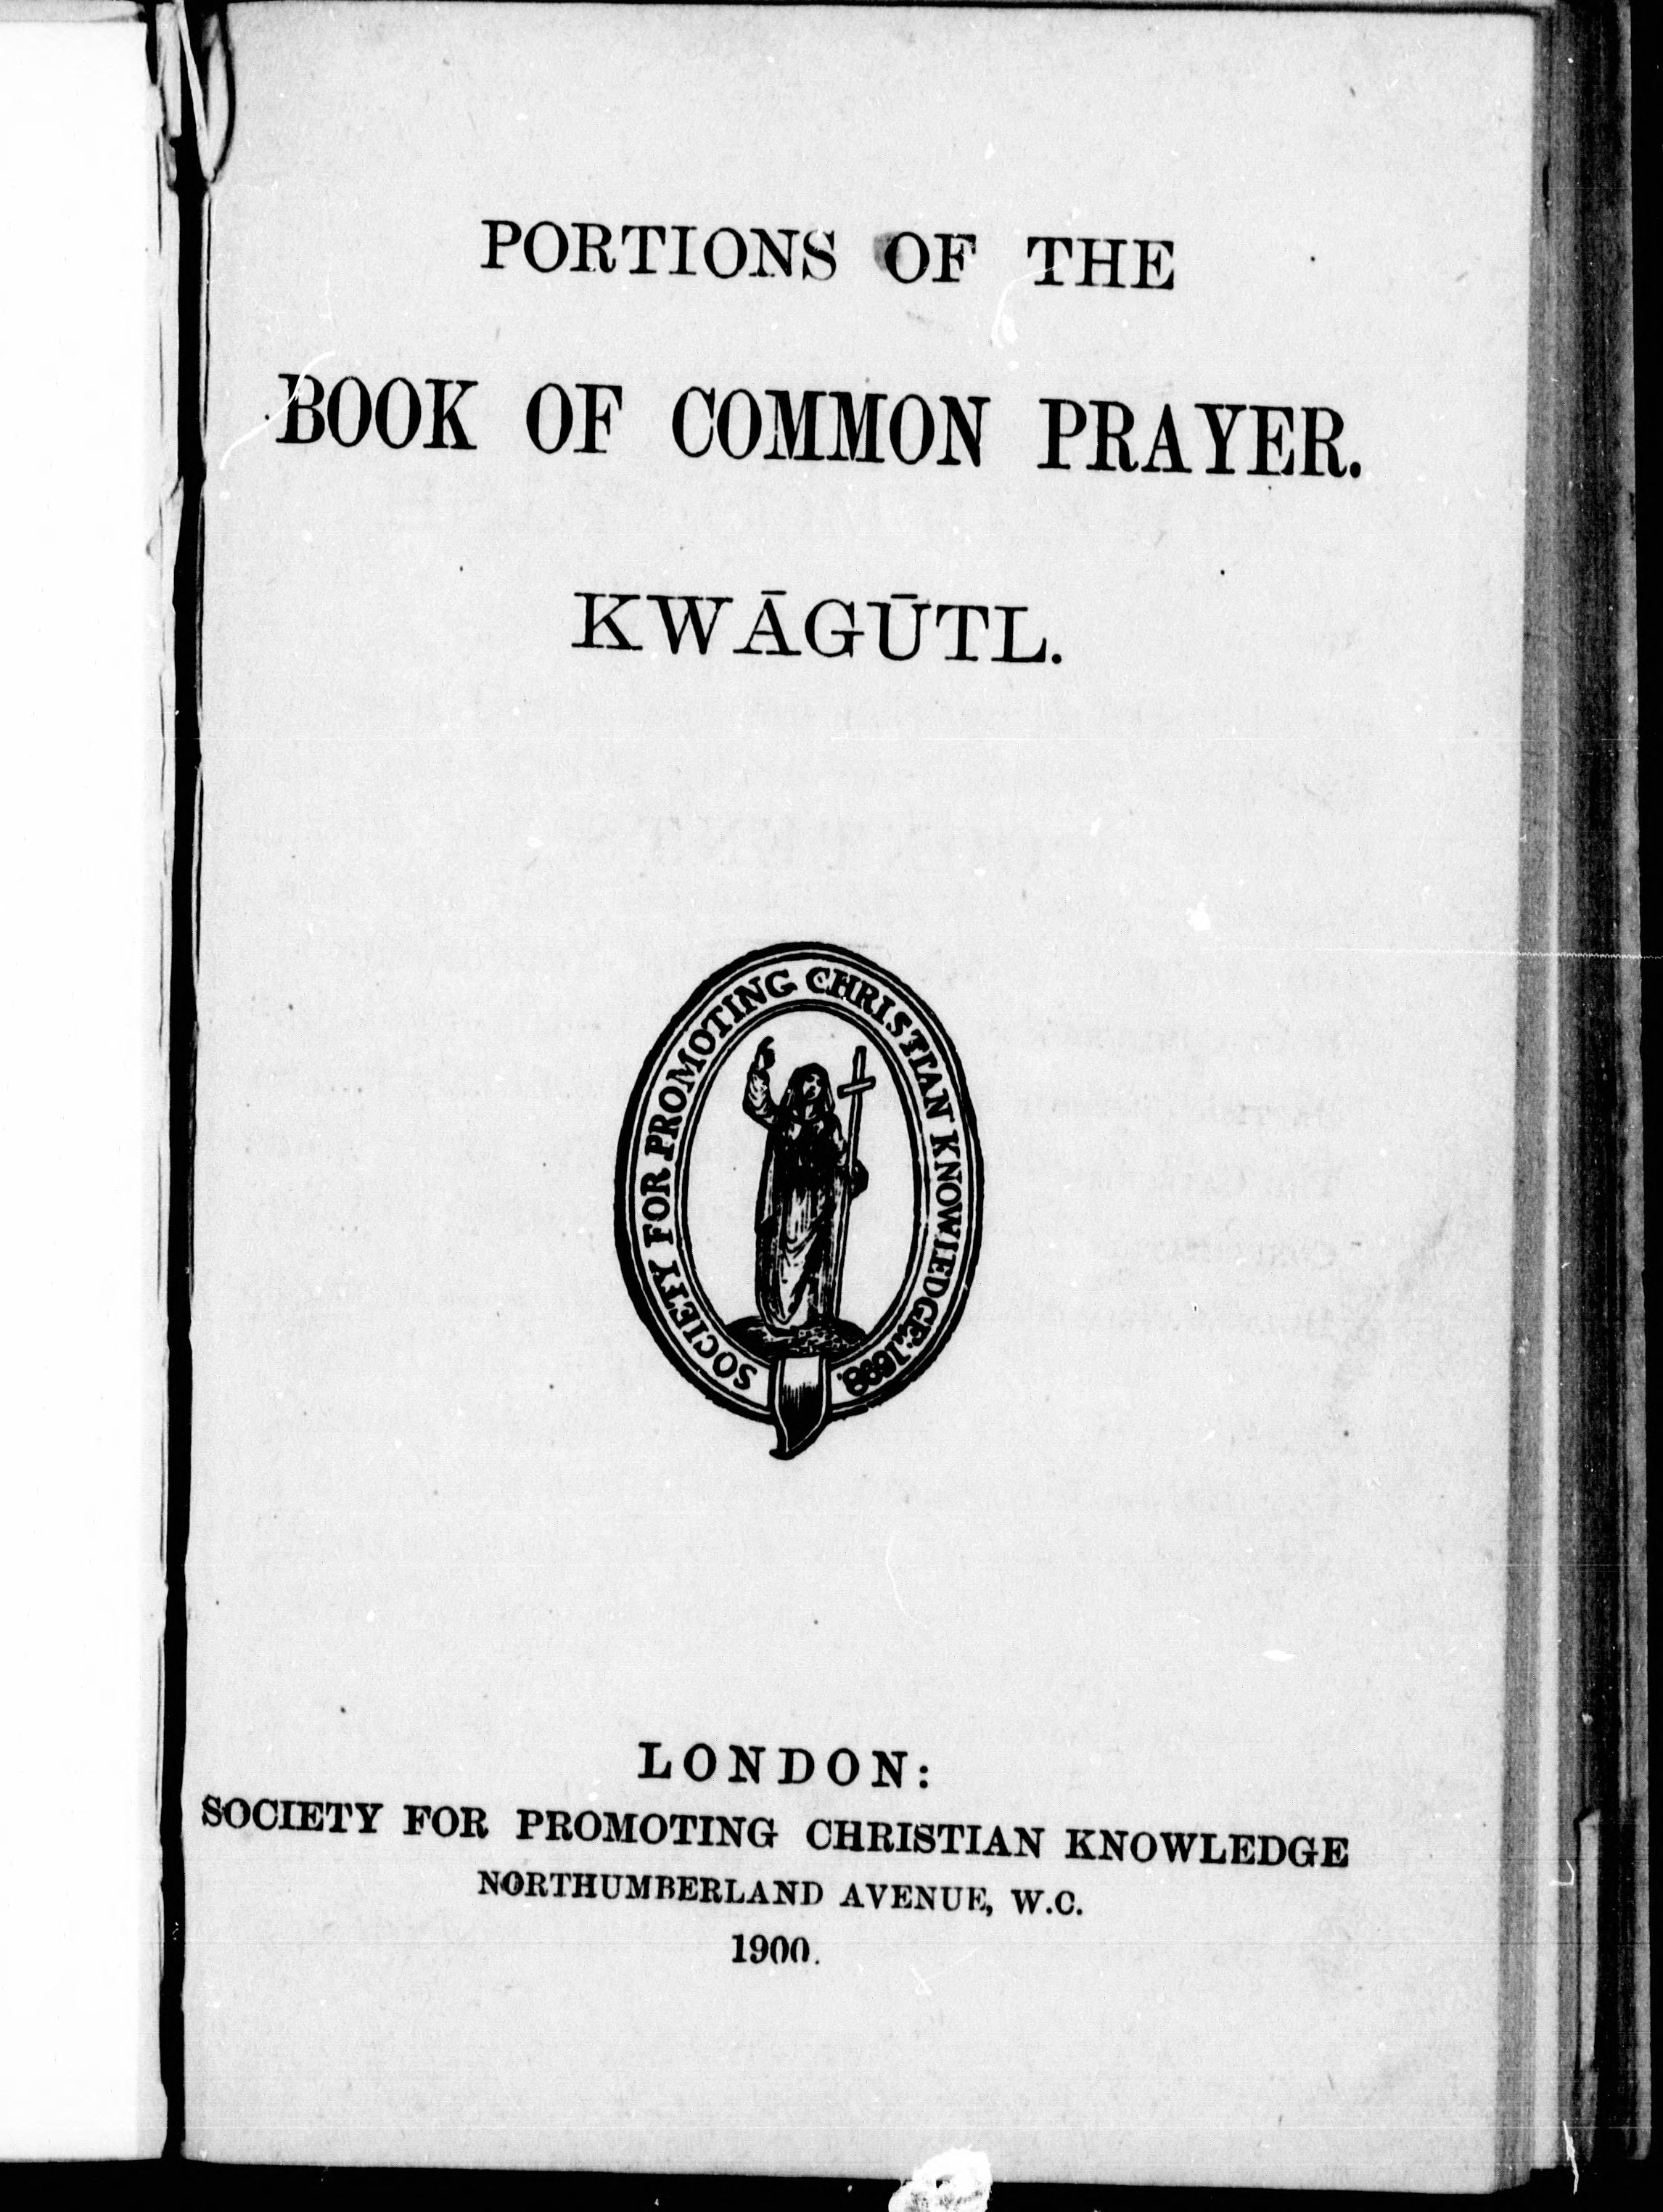 PORTIONS OF THE
BOOK OF COMMON PRAYER.
KWĀGŪTL.
SOCIETY FOR PROMOTING CHRISTIAN KNOWLEDGE. 1698.
LONDON:
SOCIETY FOR PROMOTING CHRISTIAN KNOWLEDGE
NORTHUMBERLAND AVENUE, W.C.
1900.